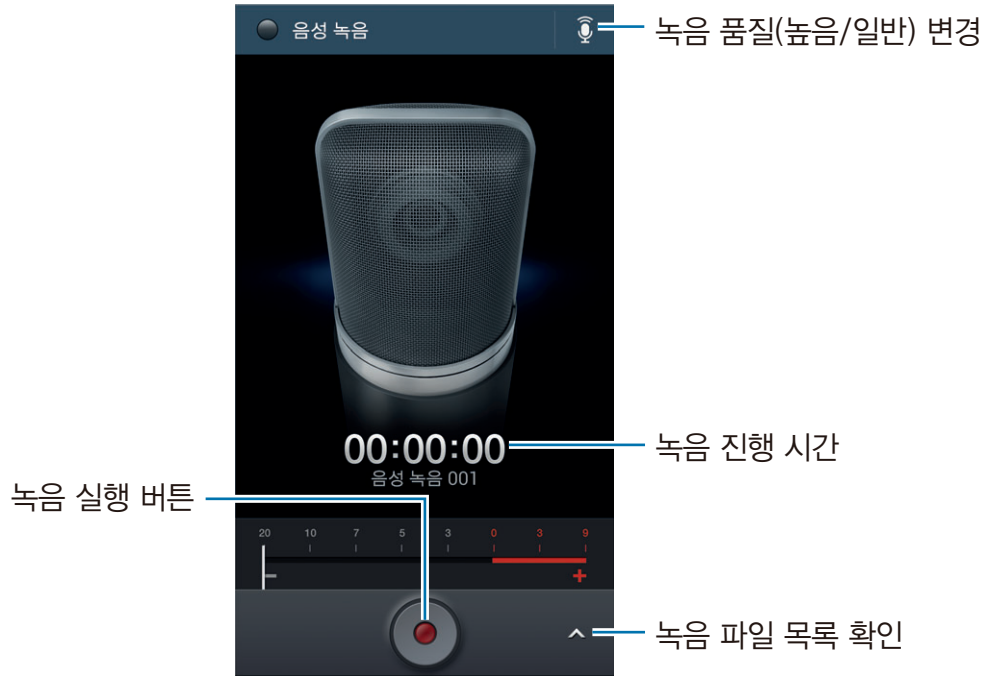 음성 녹음
녹음 품질(높음/일반) 변경
00:00:00
녹음 진행 시간
음성 녹음 001
녹음 실행 버튼
20 10 7 5 3 0 3 9
- +
녹음 파일 목록 확인